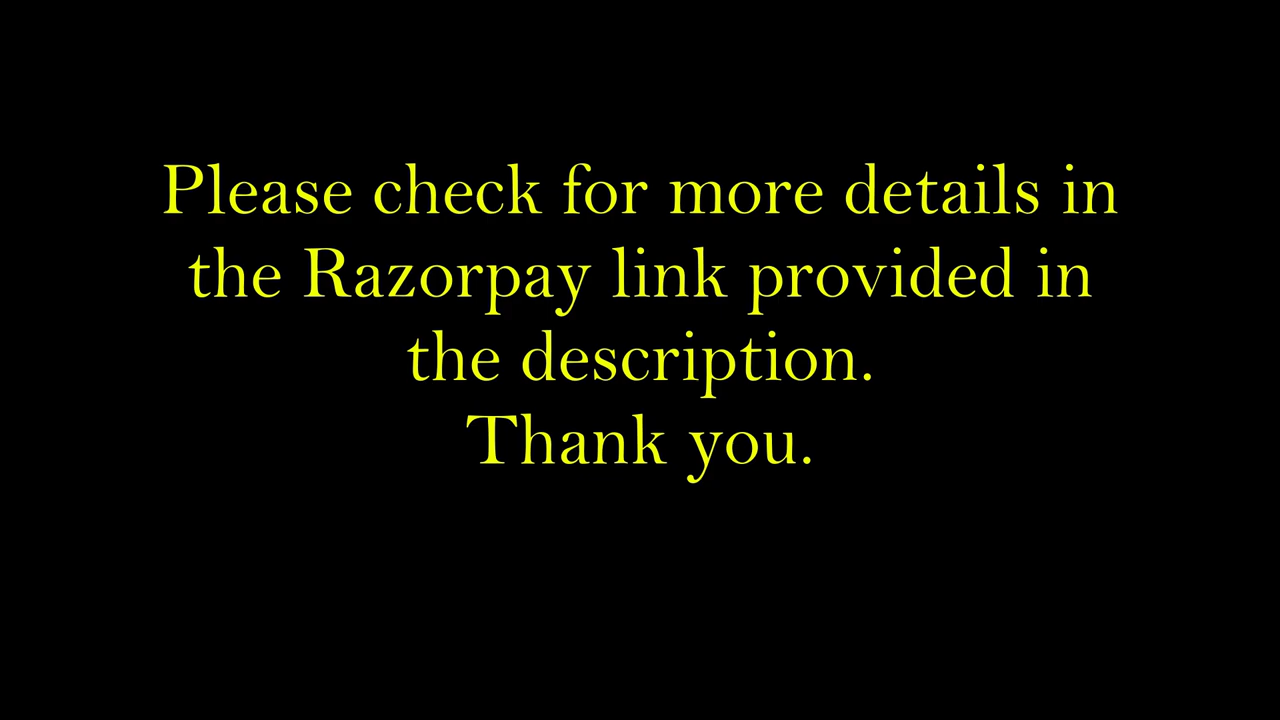 Please check for more details in
the Razorpay link provided in
the description.
Thank you.